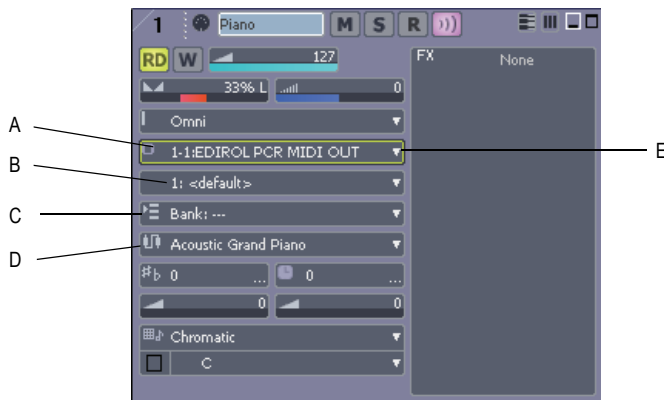 1 Piano M S R
RD W 127 FX None
33% L 0
Omni
A 1-1:EDIROL PCR MIDI OUT E
B 1: <default>
C Bank: ---
D Acoustic Grand Piano
0 ... 0 ...
0 0
Chromatic
C